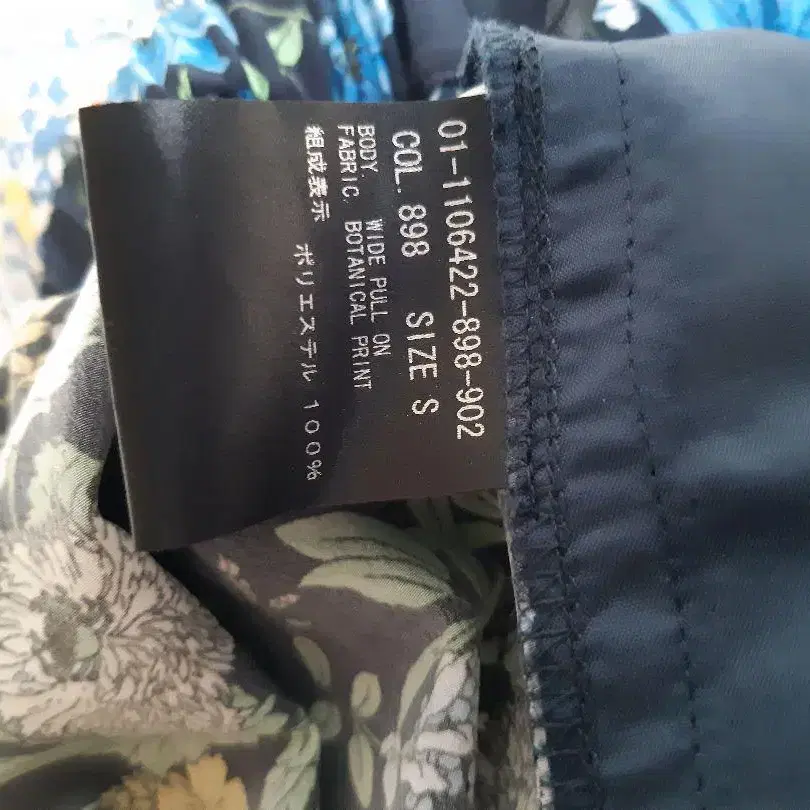 01-1106422-898-902
COL. 898 SIZE S
BODY. WIDE PULL ON
FABRIC. BOTANICAL PRINT
組成表示 ポリエステル 100%